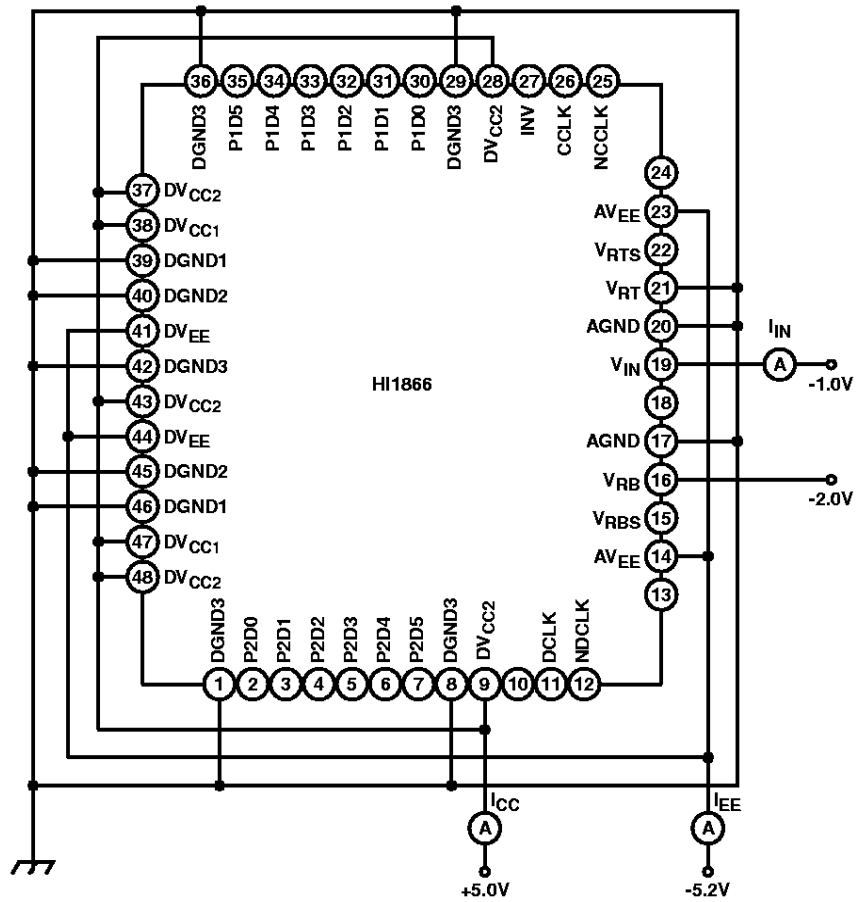 36 35 34 33 32 31 30 29 28 27 26 25
DGND3 P1D5 P1D4 P1D3 P1D2 P1D1 P1D0 DGND3 DVCC2 INV CCLK NCCLK
24
37 DVCC2
AVEE 23
38 DVCC1
VRTS 22
39 DGND1
VRT 21
40 DGND2
AGND 20
IIN
41 DVEE
VIN 19 A
-1.0V
42 DGND3
HI1866
18
43 DVCC2
44 DVEE
AGND 17
45 DGND2
VRB 16
-2.0V
46 DGND1
VRBS 15
47 DVCC1
AVEE 14
48 DVCC2
13
DGND3 P2D0 P2D1 P2D2 P2D3 P2D4 P2D5 DGND3 DVCC2 DCLK NDCLK
1 2 3 4 5 6 7 8 9 10 11 12
ICC IEE
A A
+5.0V -5.2V